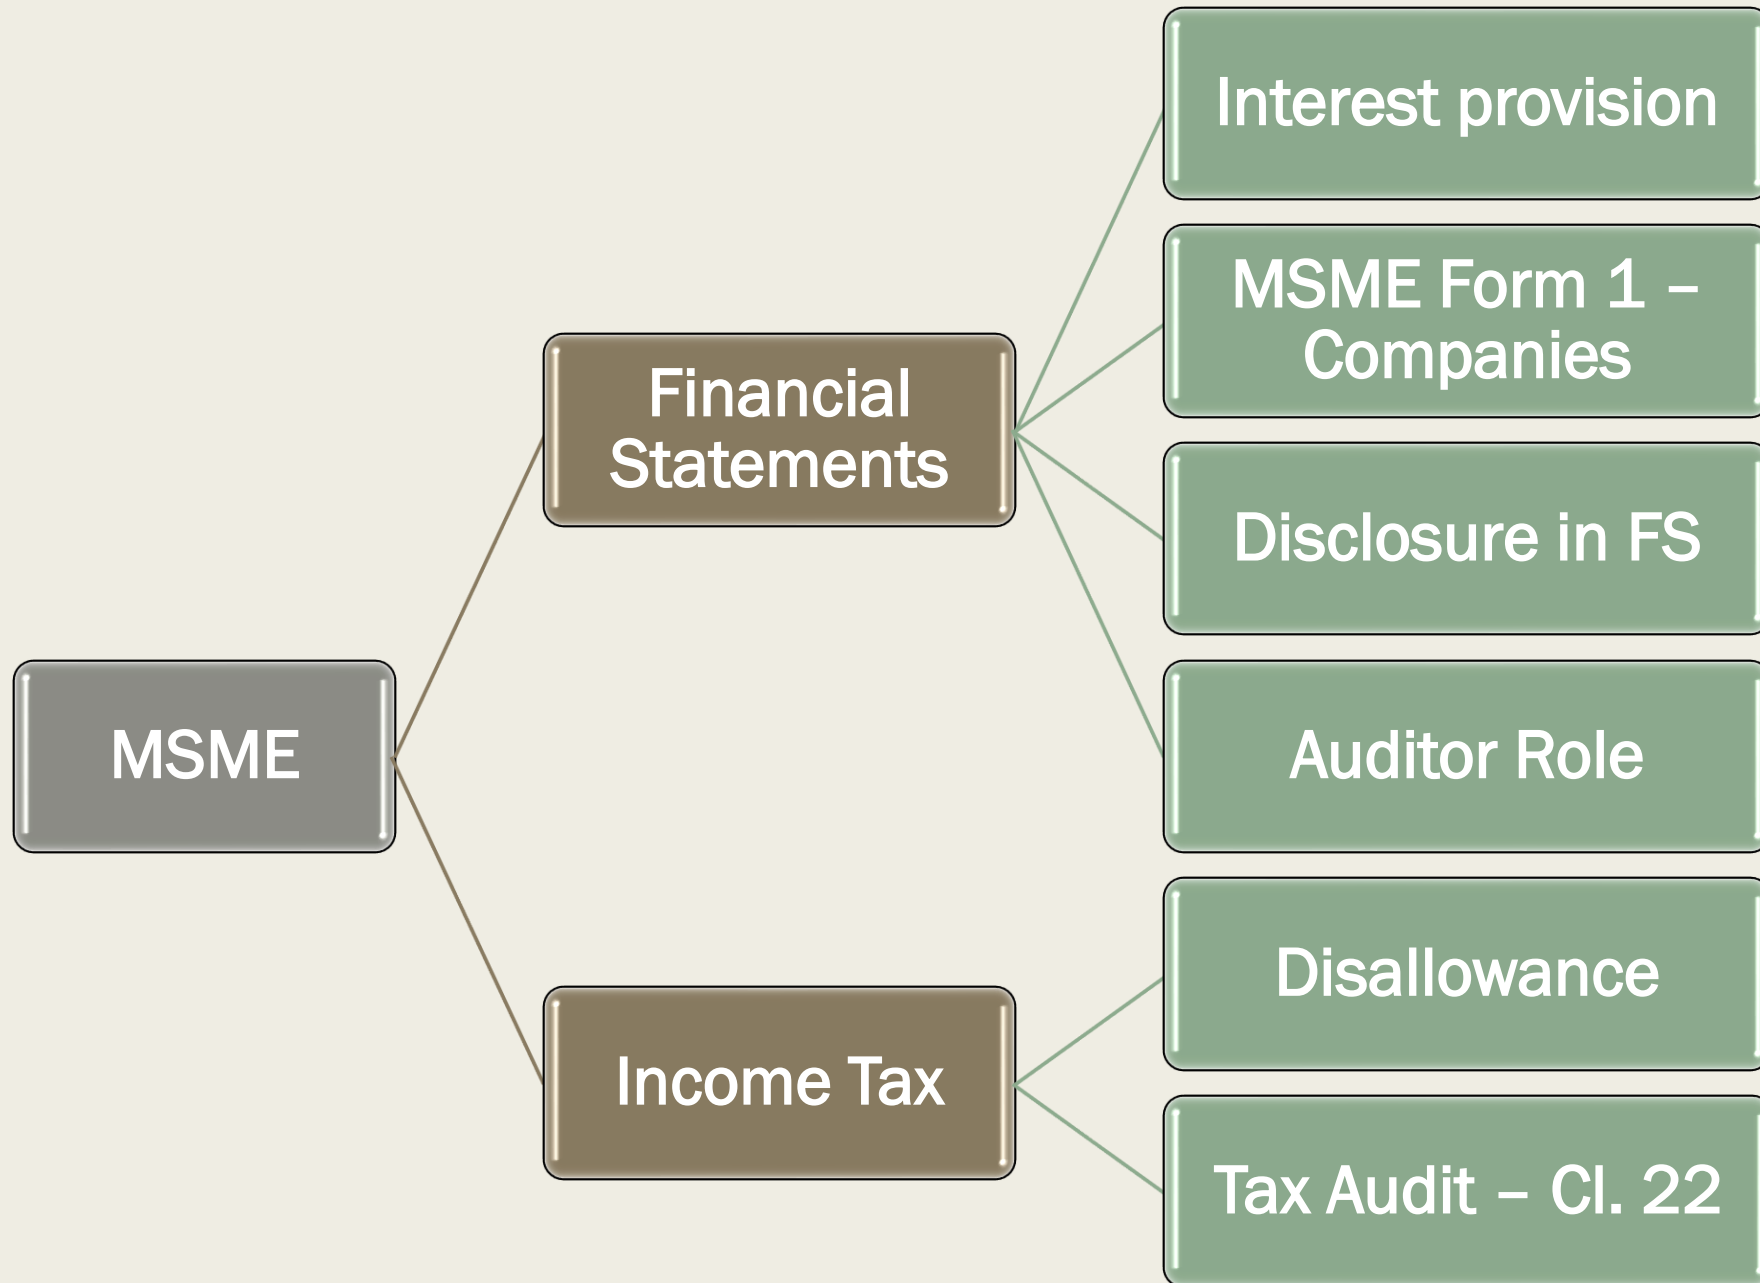 MSME
Financial
Statements
Interest provision
MSME Form 1 –
Companies
Disclosure in FS
Auditor Role
Income Tax
Disallowance
Tax Audit – Cl. 22